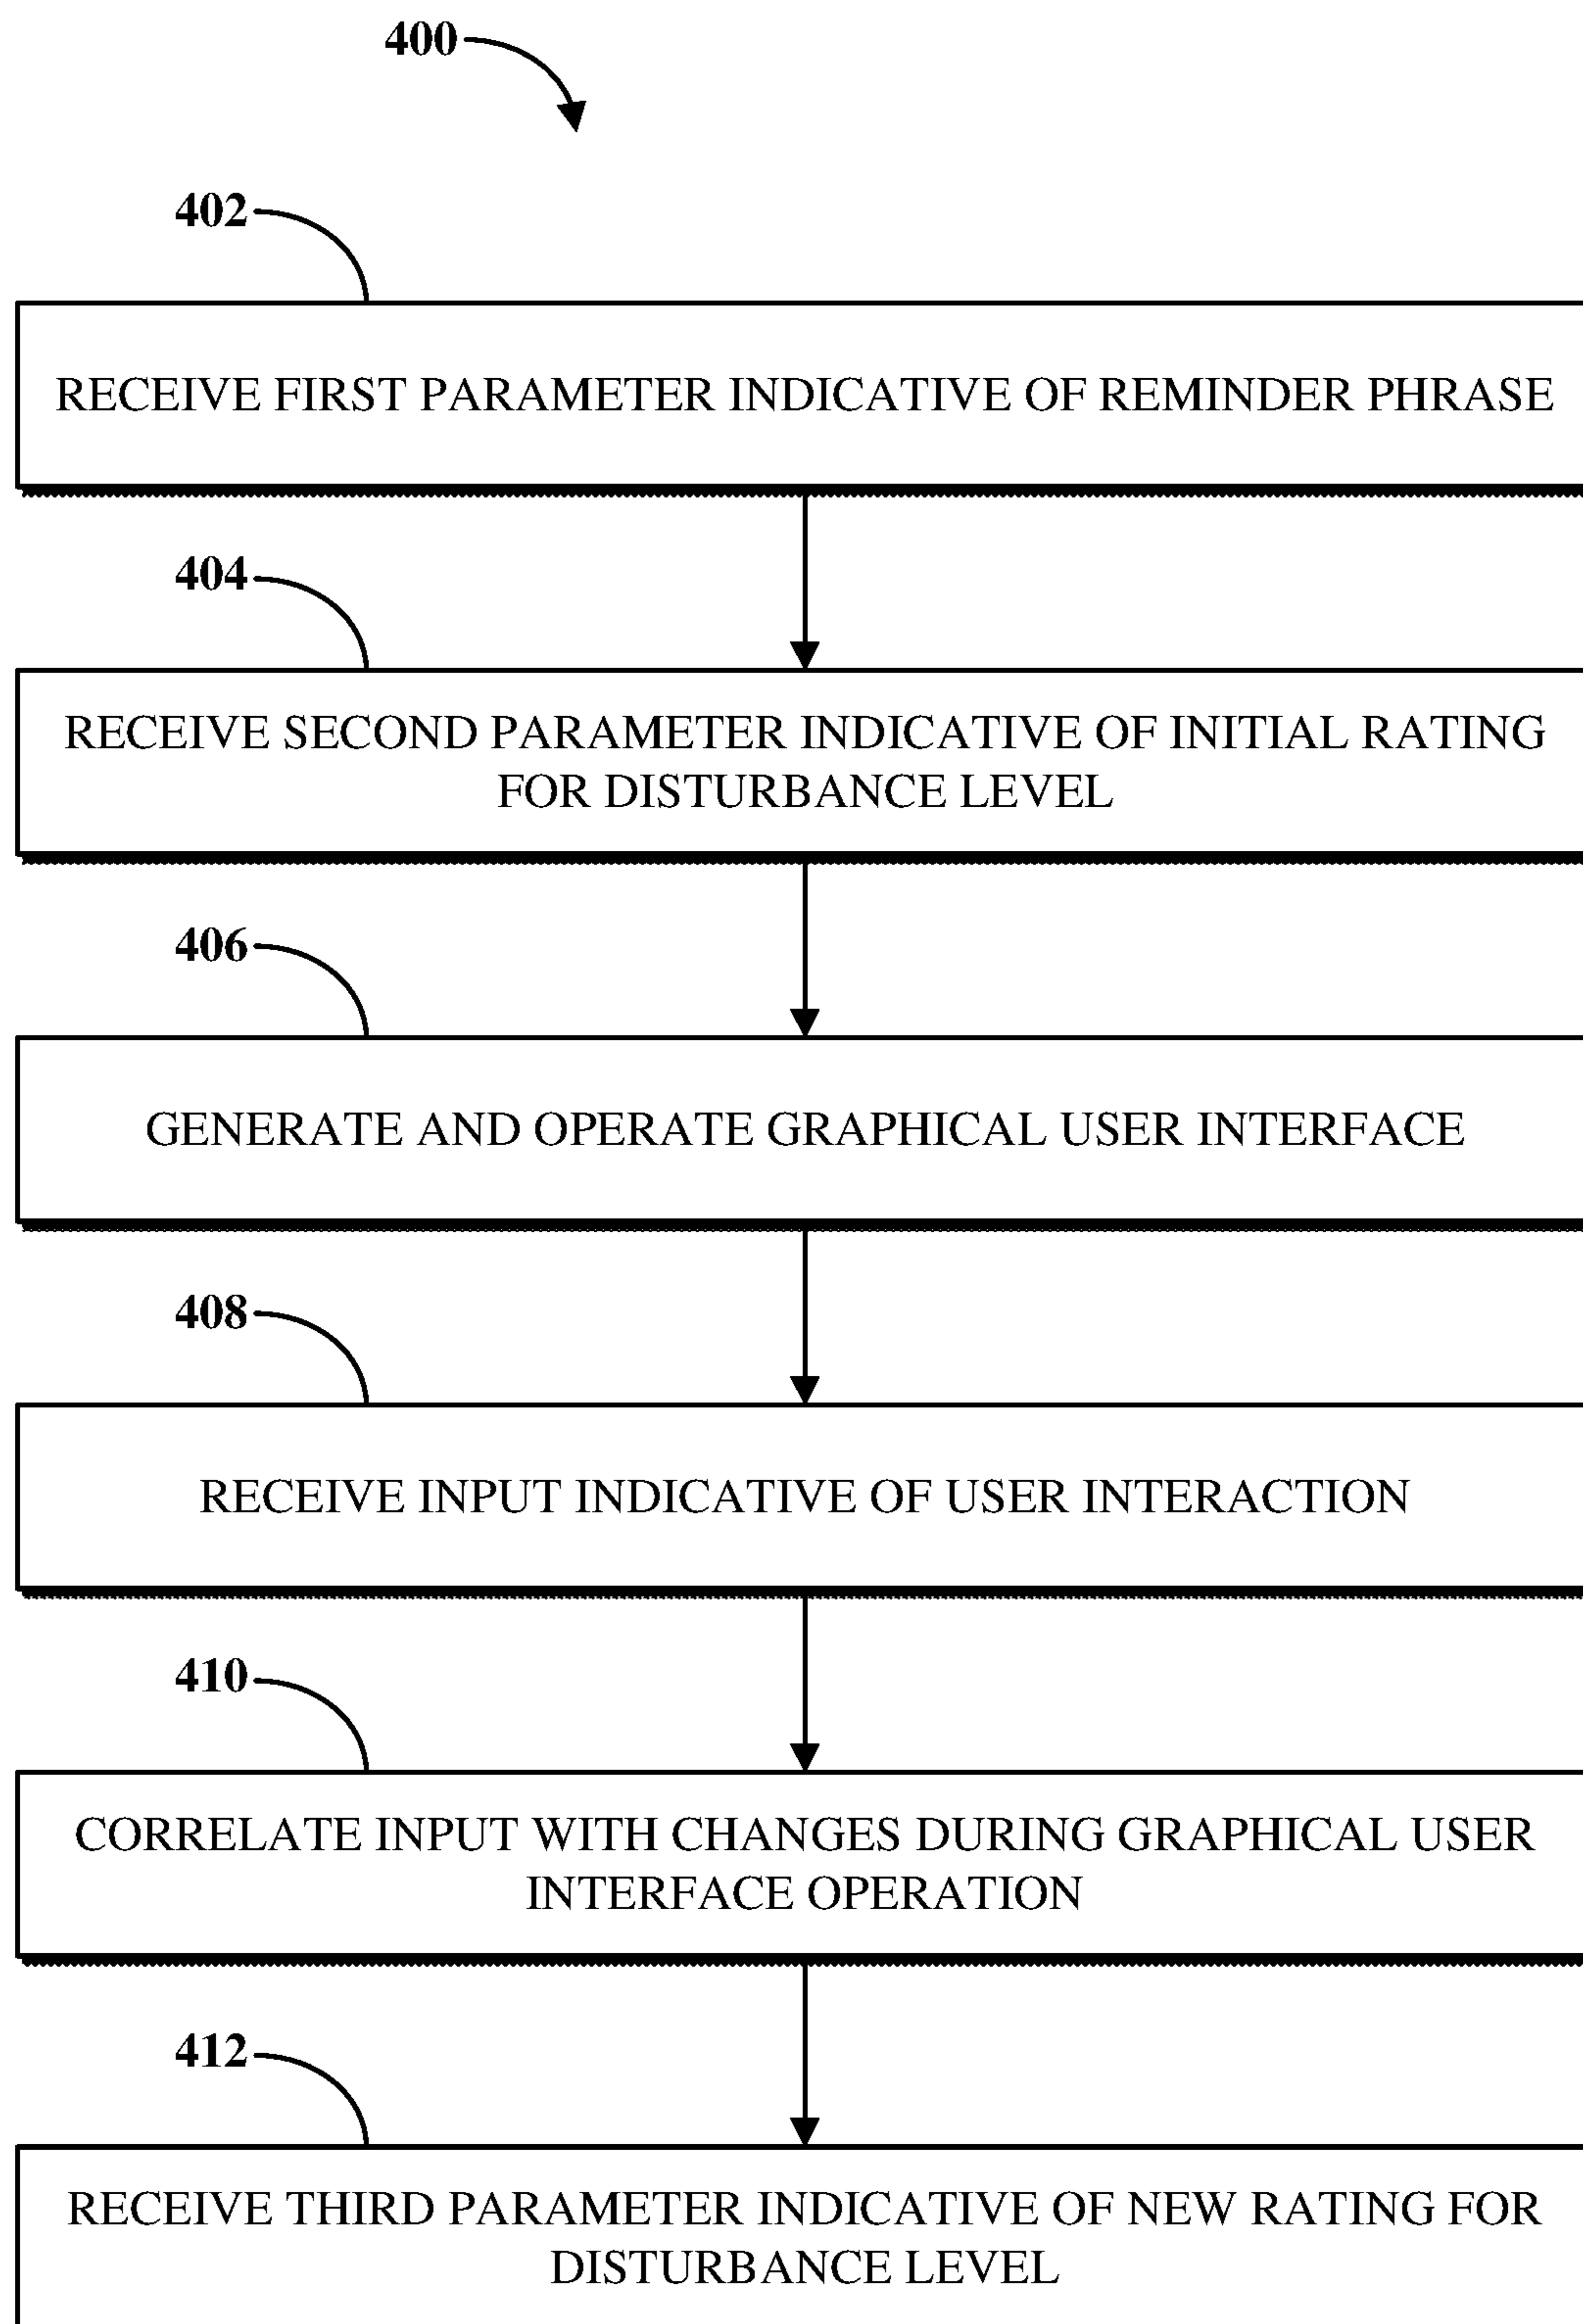 400
402
RECEIVE FIRST PARAMETER INDICATIVE OF REMINDER PHRASE
404
RECEIVE SECOND PARAMETER INDICATIVE OF INITIAL RATING
FOR DISTURBANCE LEVEL
406
GENERATE AND OPERATE GRAPHICAL USER INTERFACE
408
RECEIVE INPUT INDICATIVE OF USER INTERACTION
410
CORRELATE INPUT WITH CHANGES DURING GRAPHICAL USER
INTERFACE OPERATION
412
RECEIVE THIRD PARAMETER INDICATIVE OF NEW RATING FOR
DISTURBANCE LEVEL